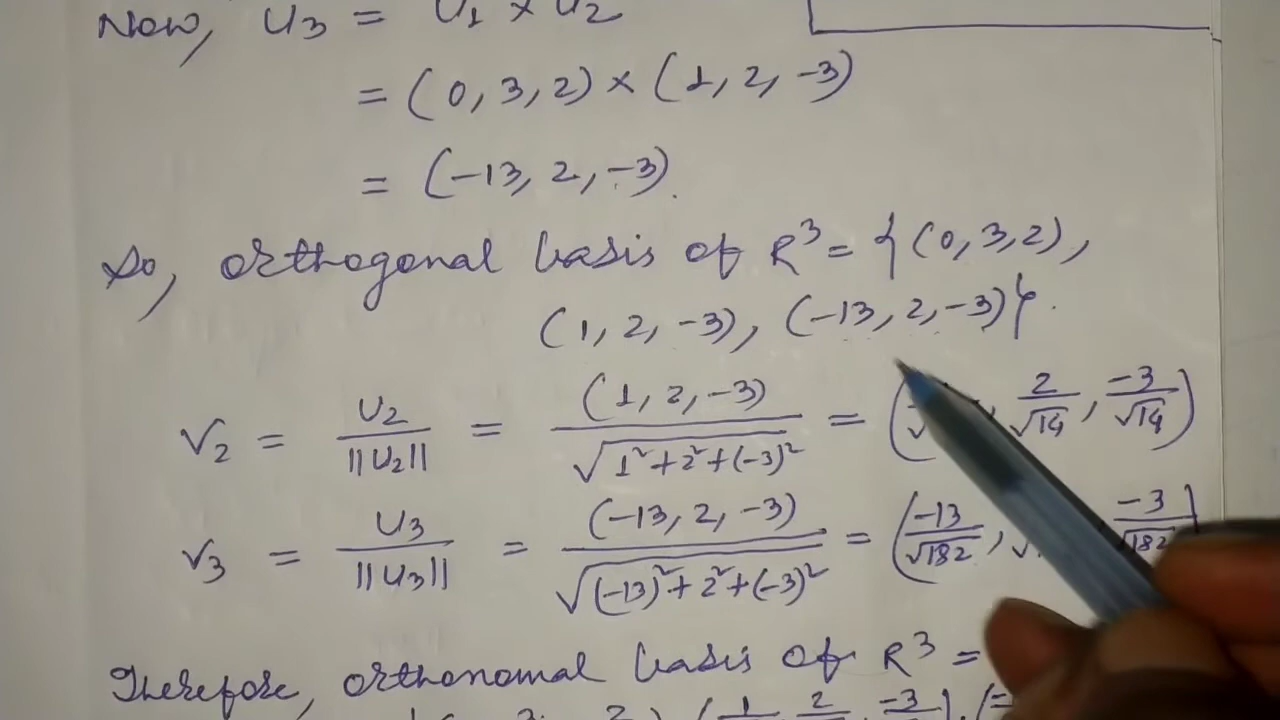 Now, U3 = U1 × U2
= (0, 3, 2) × (1, 2, -3)
= (-13, 2, -3).
So, orthogonal basis of R³ = {(0, 3, 2),
(1, 2, -3), (-13, 2, -3)}.
V2 = U2/||U2|| = (1, 2, -3)/√(1²+2²+(-3)²) = ( , 2/√14, -3/√14)
V3 = U3/||U3|| = (-13, 2, -3)/√((-13)²+2²+(-3)²) = (-13/√182, -3/√182)
Therefore, orthonomal basis of R³ =